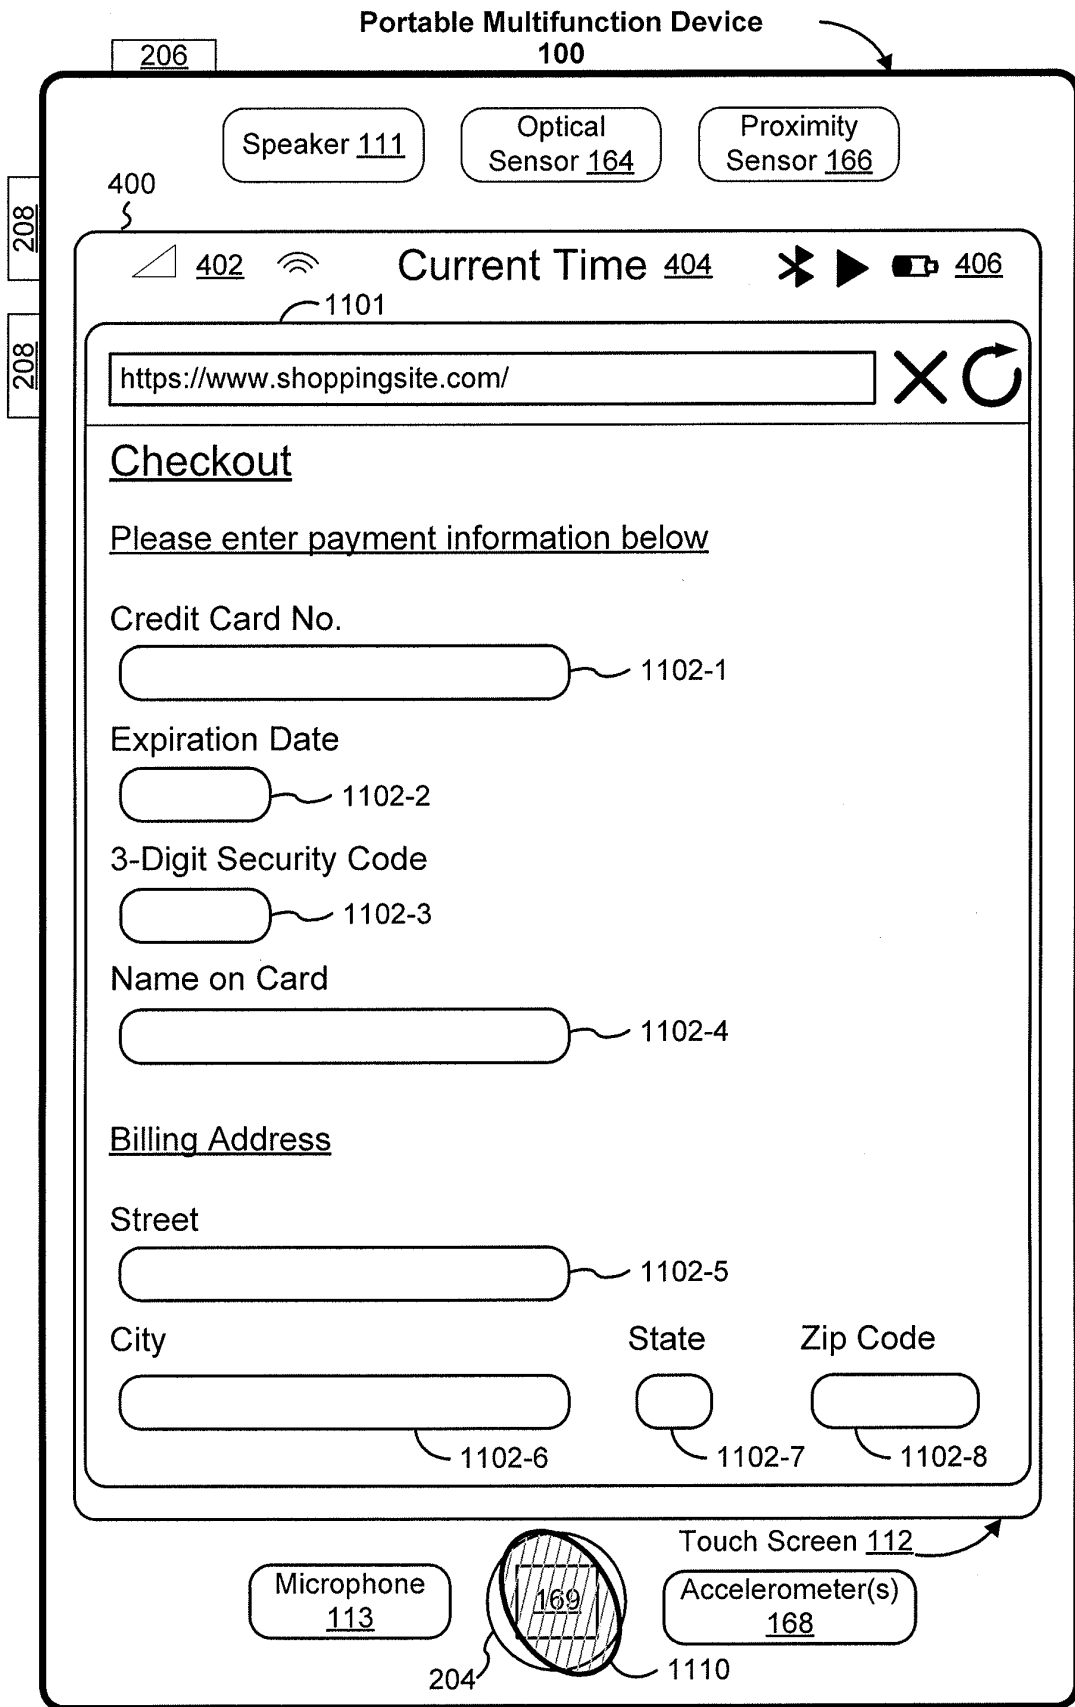 Portable Multifunction Device
100
206
Speaker 111
Optical
Sensor 164
Proximity
Sensor 166
208
400
402
Current Time 404
406
1101
208
https://www.shoppingsite.com/
Checkout
Please enter payment information below
Credit Card No.
1102-1
Expiration Date
1102-2
3-Digit Security Code
1102-3
Name on Card
1102-4
Billing Address
Street
1102-5
City
State
Zip Code
1102-6
1102-7
1102-8
Touch Screen 112
Microphone
113
169
Accelerometer(s)
168
204
1110